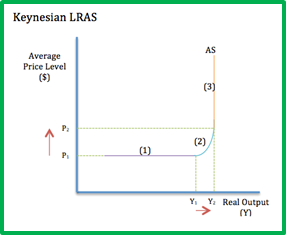 Keynesian LRAS
Average
Price Level
($)
AS
(3)
P₂
(2)
P₁
(1)
Y₁ Y₂ Real Output
(Y)